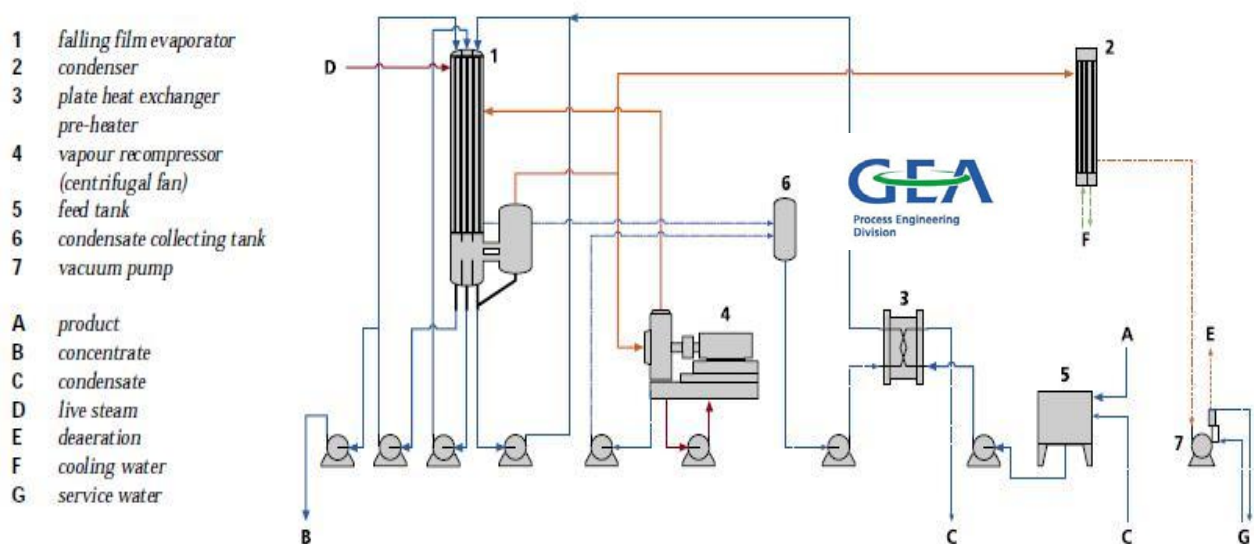 1 falling film evaporator
2 condenser
3 plate heat exchanger
pre-heater
4 vapour recompressor
(centrifugal fan)
5 feed tank
6 condensate collecting tank
7 vacuum pump
A product
B concentrate
C condensate
D live steam
E deaeration
F cooling water
G service water
1
D
2
GEA
Process Engineering
Division
6
F
3
4
A
E
5
7
B
C
C
G